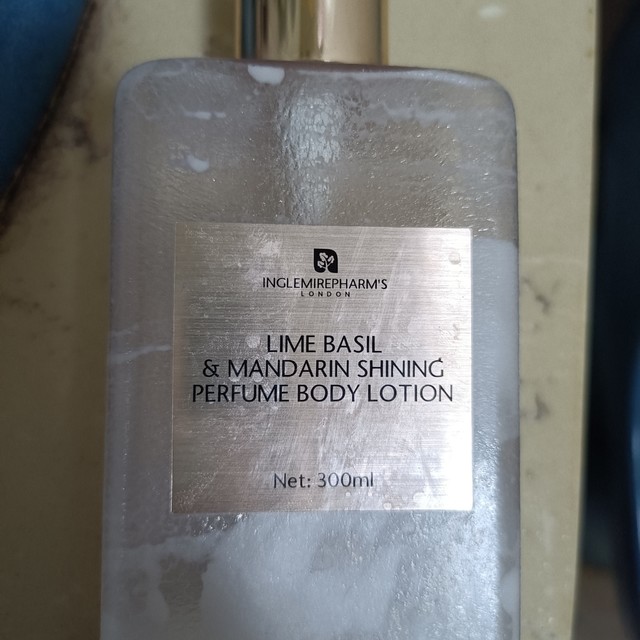 INGLEMIREPHARM'S
LONDON
LIME BASIL
& MANDARIN SHINING
PERFUME BODY LOTION
Net: 300ml